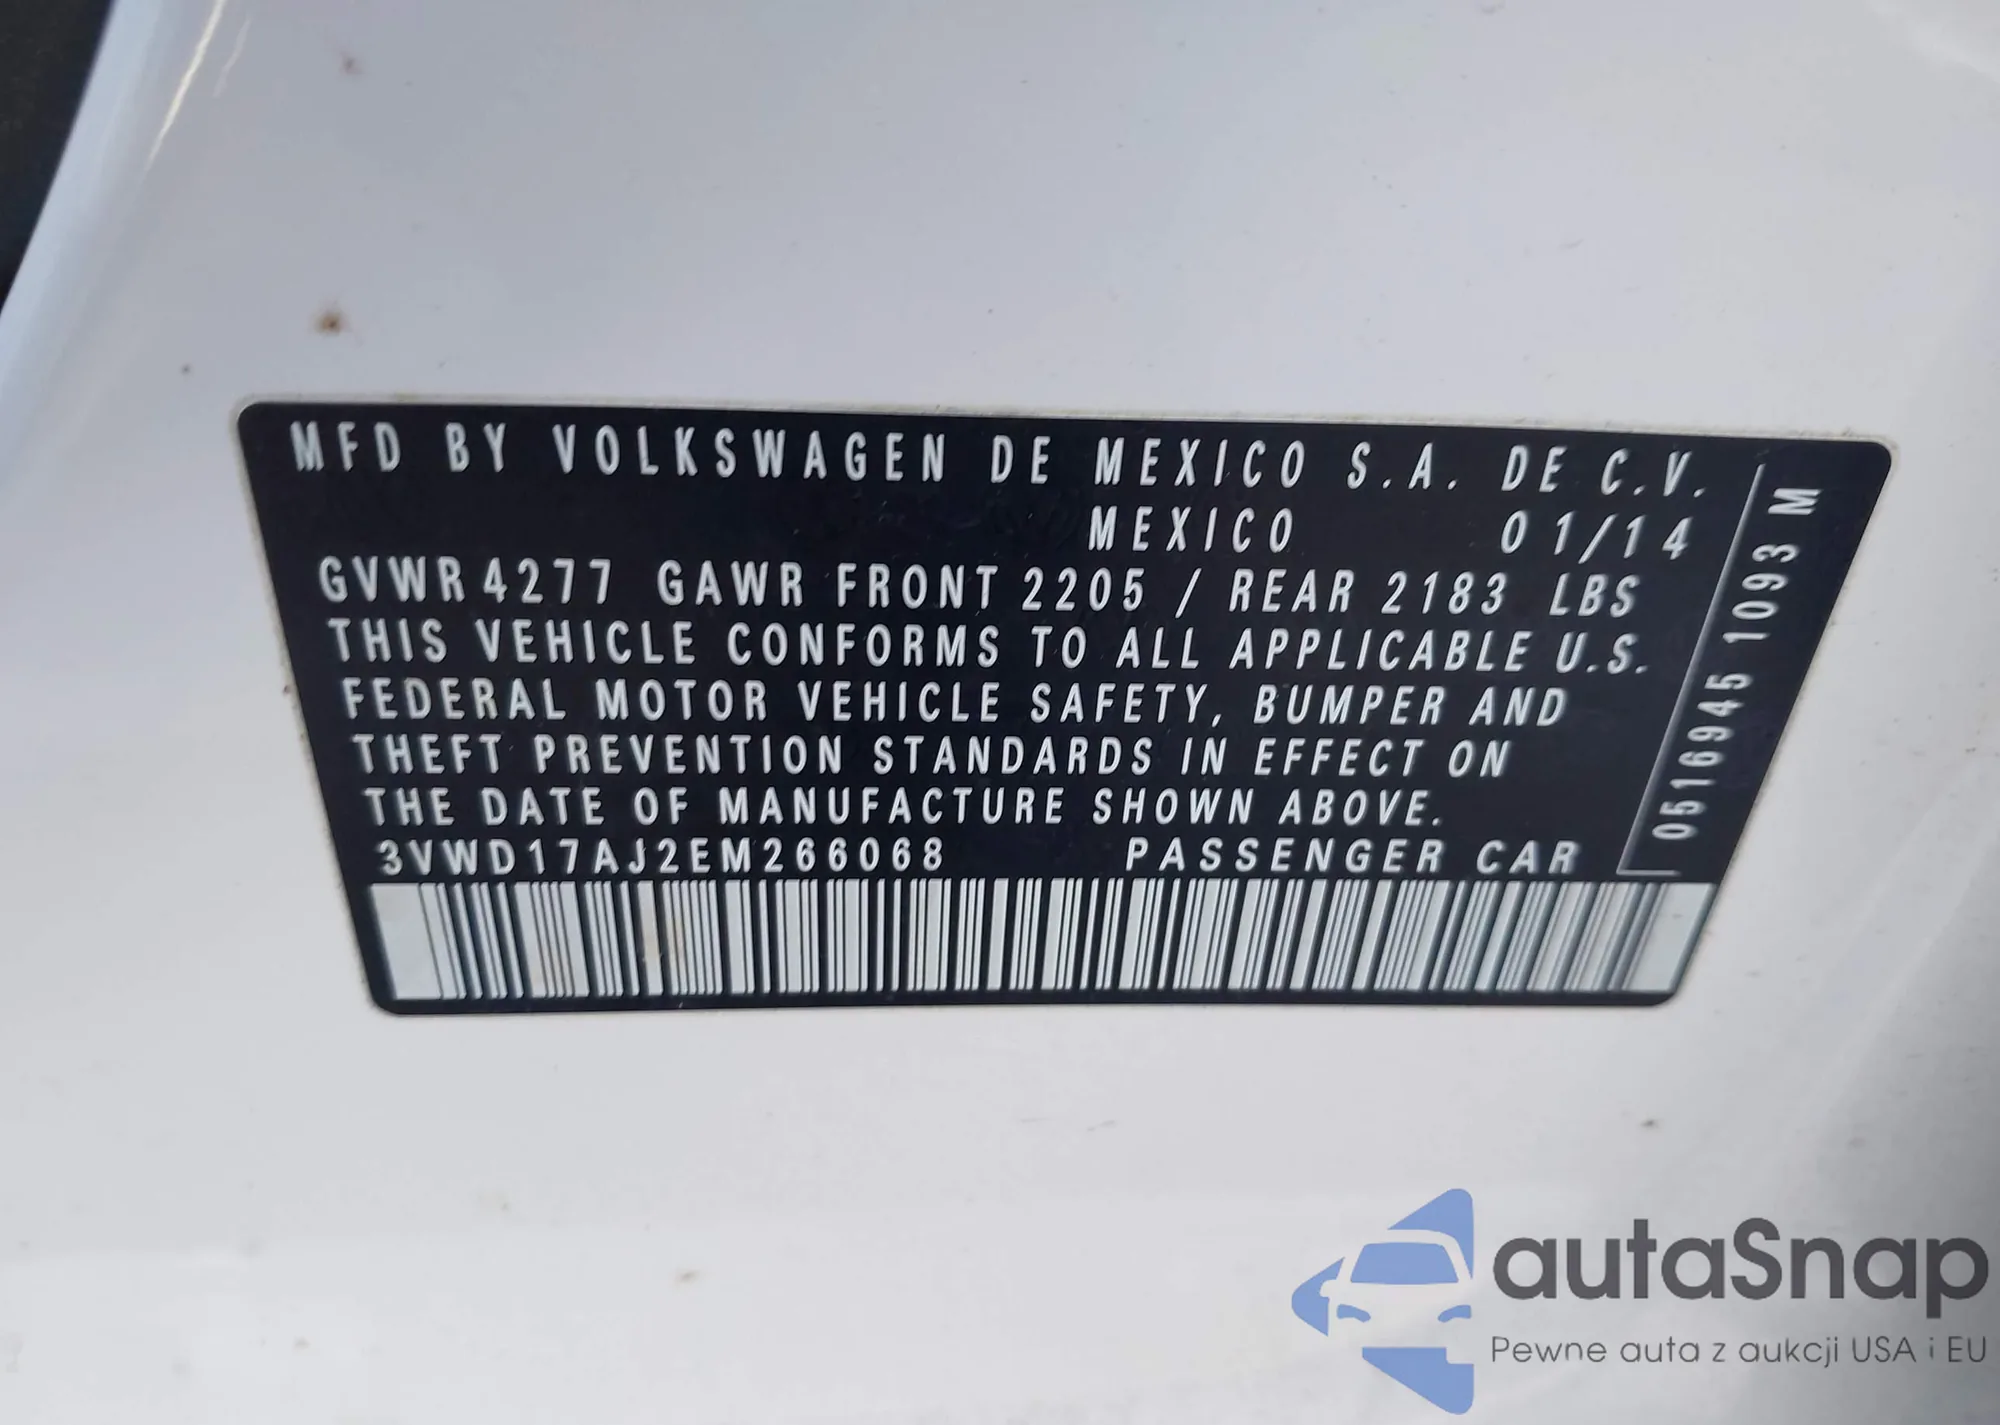 MFD BY VOLKSWAGEN DE MEXICO S.A. DE C.V.
MEXICO 01/14
GVWR 4277 GAWR FRONT 2205 / REAR 2183 LBS
THIS VEHICLE CONFORMS TO ALL APPLICABLE U.S.
FEDERAL MOTOR VEHICLE SAFETY, BUMPER AND
THEFT PREVENTION STANDARDS IN EFFECT ON
THE DATE OF MANUFACTURE SHOWN ABOVE.
3VWD17AJ2EM266068 PASSENGER CAR
0516945 1093 M
autaSnap
Pewne auta z aukcji USA i EU